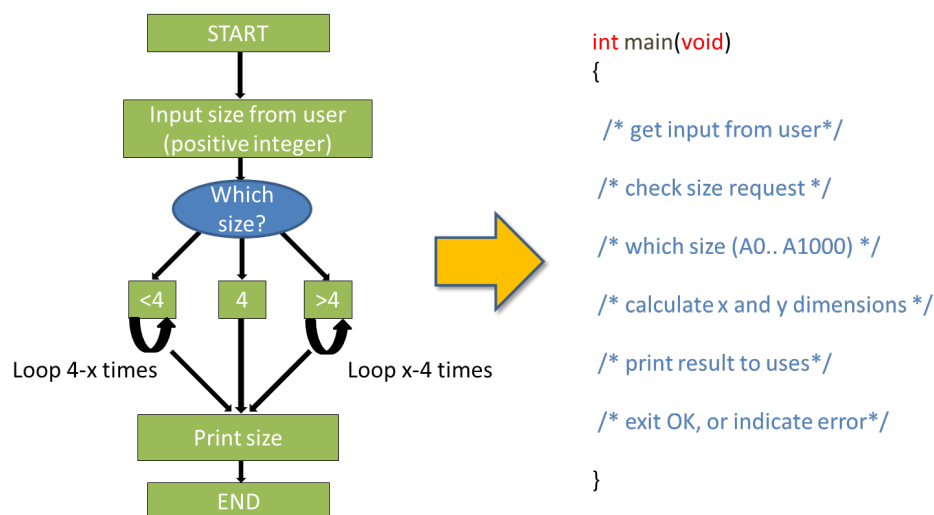 START
Input size from user
(positive integer)
Which
size?
<4
4
>4
Loop 4-x times
Loop x-4 times
Print size
END
int main(void)
{
/* get input from user*/
/* check size request */
/* which size (A0.. A1000) */
/* calculate x and y dimensions */
/* print result to uses*/
/* exit OK, or indicate error*/
}